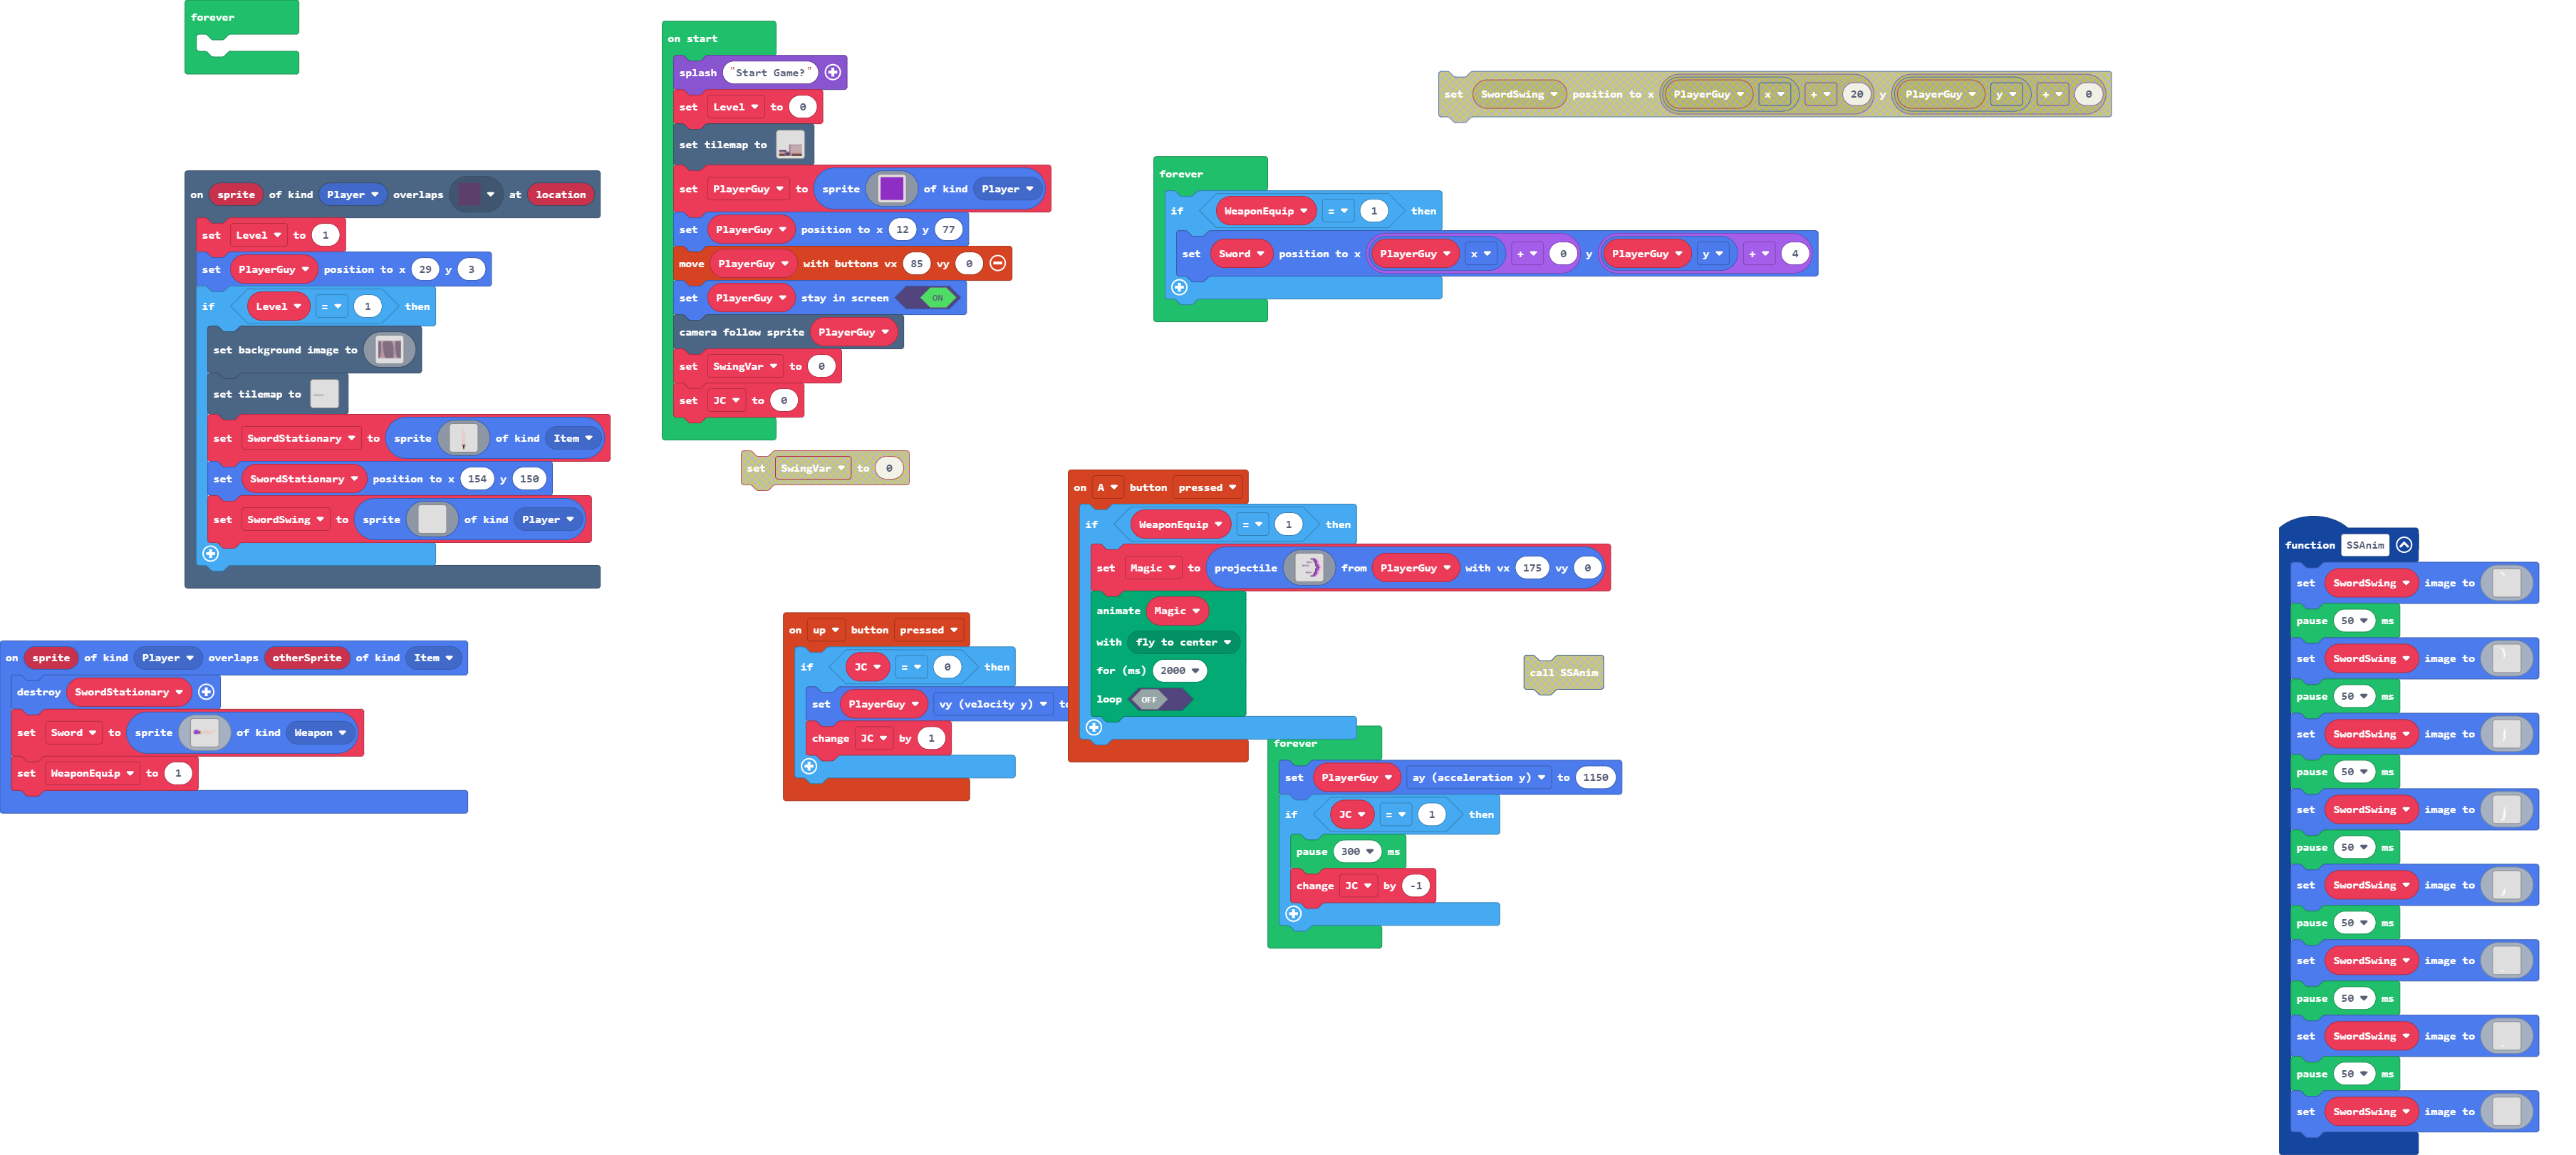 forever
on sprite of kind Player overlaps at location
set Level to 1
set PlayerGuy position to x 29 y 3
if Level = 1 then
set background image to
set tilemap to
set SwordStationary to sprite of kind Item
set SwordStationary position to x 154 y 150
set SwordSwing to sprite of kind Player
on sprite of kind Player overlaps otherSprite of kind Item
destroy SwordStationary
set Sword to sprite of kind Weapon
set WeaponEquip to 1
on start
splash "Start Game?"
set Level to 0
set tilemap to
set PlayerGuy to sprite of kind Player
set PlayerGuy position to x 12 y 77
move PlayerGuy with buttons vx 85 vy 0
set PlayerGuy stay in screen ON
camera follow sprite PlayerGuy
set SwingVar to 0
set JC to 0
set SwingVar to 0
on up button pressed
if JC = 0 then
set PlayerGuy vy (velocity y)
change JC by 1
set SwordSwing position to x PlayerGuy x + 20 y PlayerGuy y + 0
forever
if WeaponEquip = 1 then
set Sword position to x PlayerGuy x + 0 y PlayerGuy y + 4
on A button pressed
if WeaponEquip = 1 then
set Magic to projectile from PlayerGuy with vx 175 vy 0
animate Magic
with fly to center
for (ms) 2000
loop OFF
call SSAnim
forever
set PlayerGuy ay (acceleration y) to 1150
if JC = 1 then
pause 300 ms
change JC by -1
function SSAnim
set SwordSwing image to
pause 50 ms
set SwordSwing image to
pause 50 ms
set SwordSwing image to
pause 50 ms
set SwordSwing image to
pause 50 ms
set SwordSwing image to
pause 50 ms
set SwordSwing image to
pause 50 ms
set SwordSwing image to
pause 50 ms
set SwordSwing image to